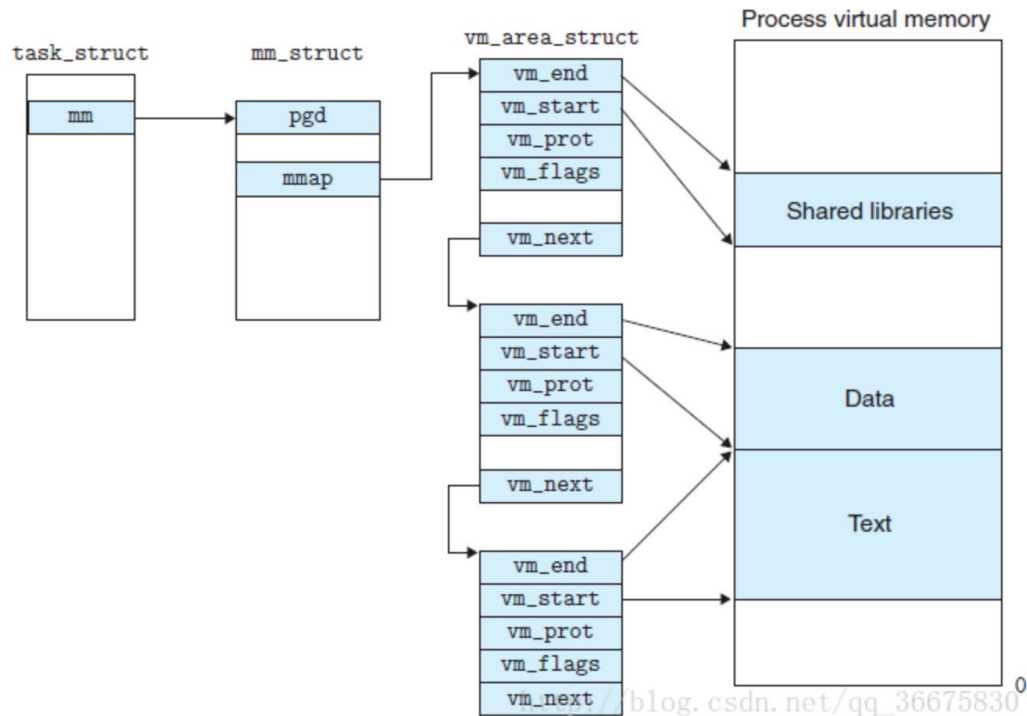 task_struct
mm
mm_struct
pgd
mmap
vm_area_struct
vm_end
vm_start
vm_prot
vm_flags
vm_next
vm_end
vm_start
vm_prot
vm_flags
vm_next
vm_end
vm_start
vm_prot
vm_flags
vm_next
Process virtual memory
Shared libraries
Data
Text
0
http://blog.csdn.net/qq_36675830